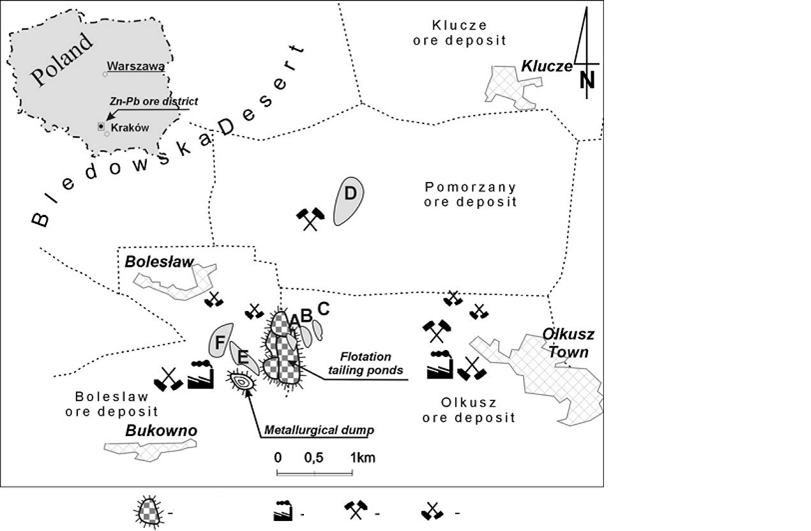 Klucze
ore deposit
Klucze
N
Poland
Warszawa
Zn-Pb ore district
Kraków
Bledowska Desert
D
Pomorzany
ore deposit
Bolesław
A
B
C
F
E
Olkusz
Town
Flotation
tailing ponds
Boleslaw
ore deposit
Olkusz
ore deposit
Bukowno
Metallurgical dump
0 0,5 1km
- - - -